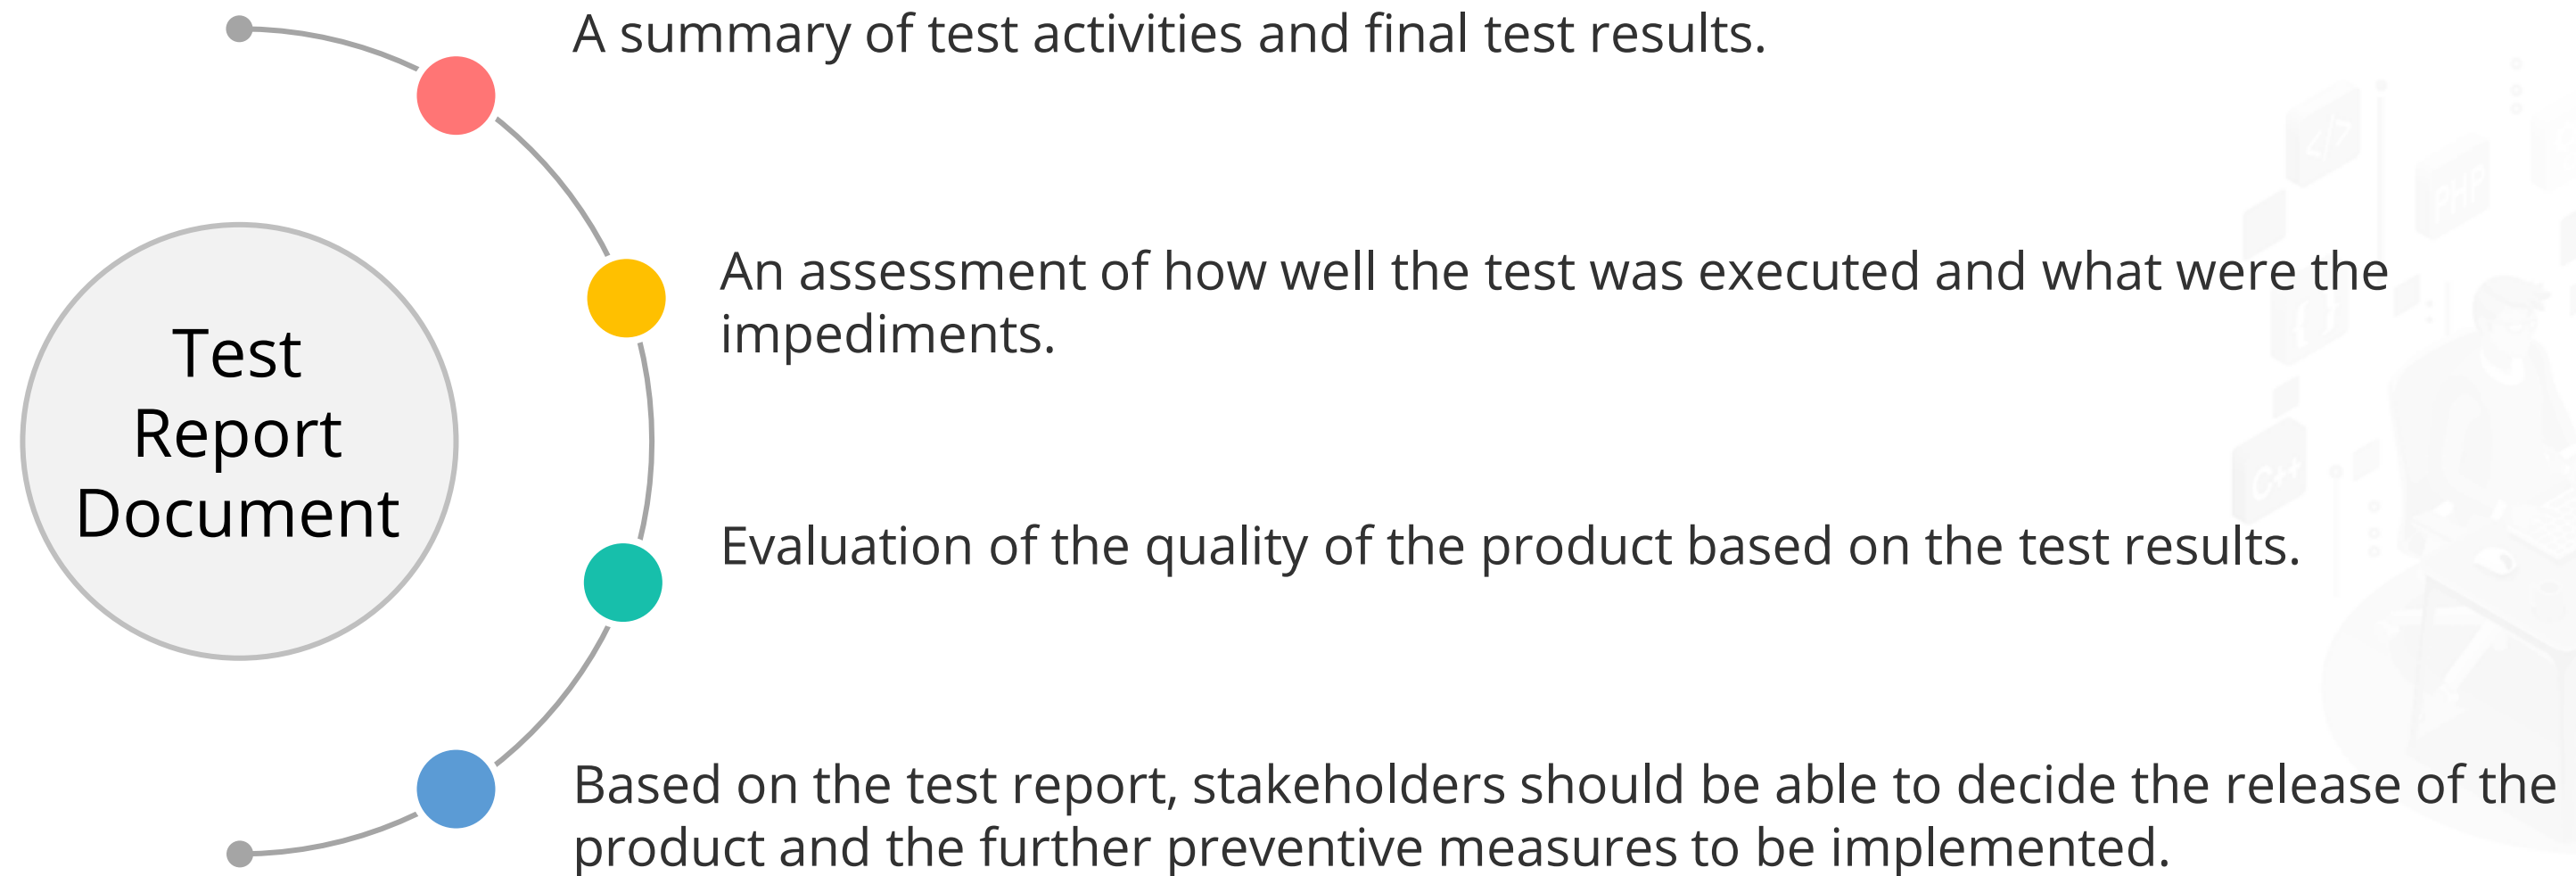 A summary of test activities and final test results.
An assessment of how well the test was executed and what were the
impediments.
Test
Report
Document
Evaluation of the quality of the product based on the test results.
Based on the test report, stakeholders should be able to decide the release of the
product and the further preventive measures to be implemented.
</>
PHP
{ }
C++